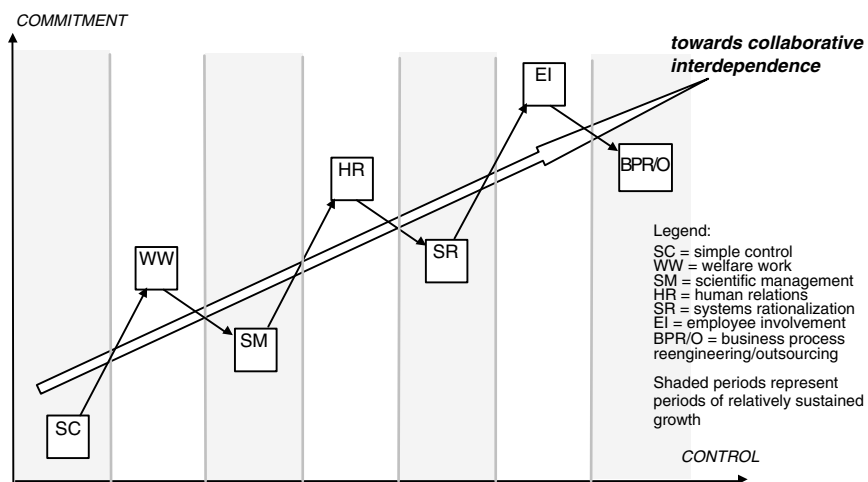 COMMITMENT
towards collaborative
interdependence
EI
BPR/O
HR
SR
WW
SM
SC
Legend:
SC = simple control
WW = welfare work
SM = scientific management
HR = human relations
SR = systems rationalization
EI = employee involvement
BPR/O = business process
reengineering/outsourcing
Shaded periods represent
periods of relatively sustained
growth
CONTROL